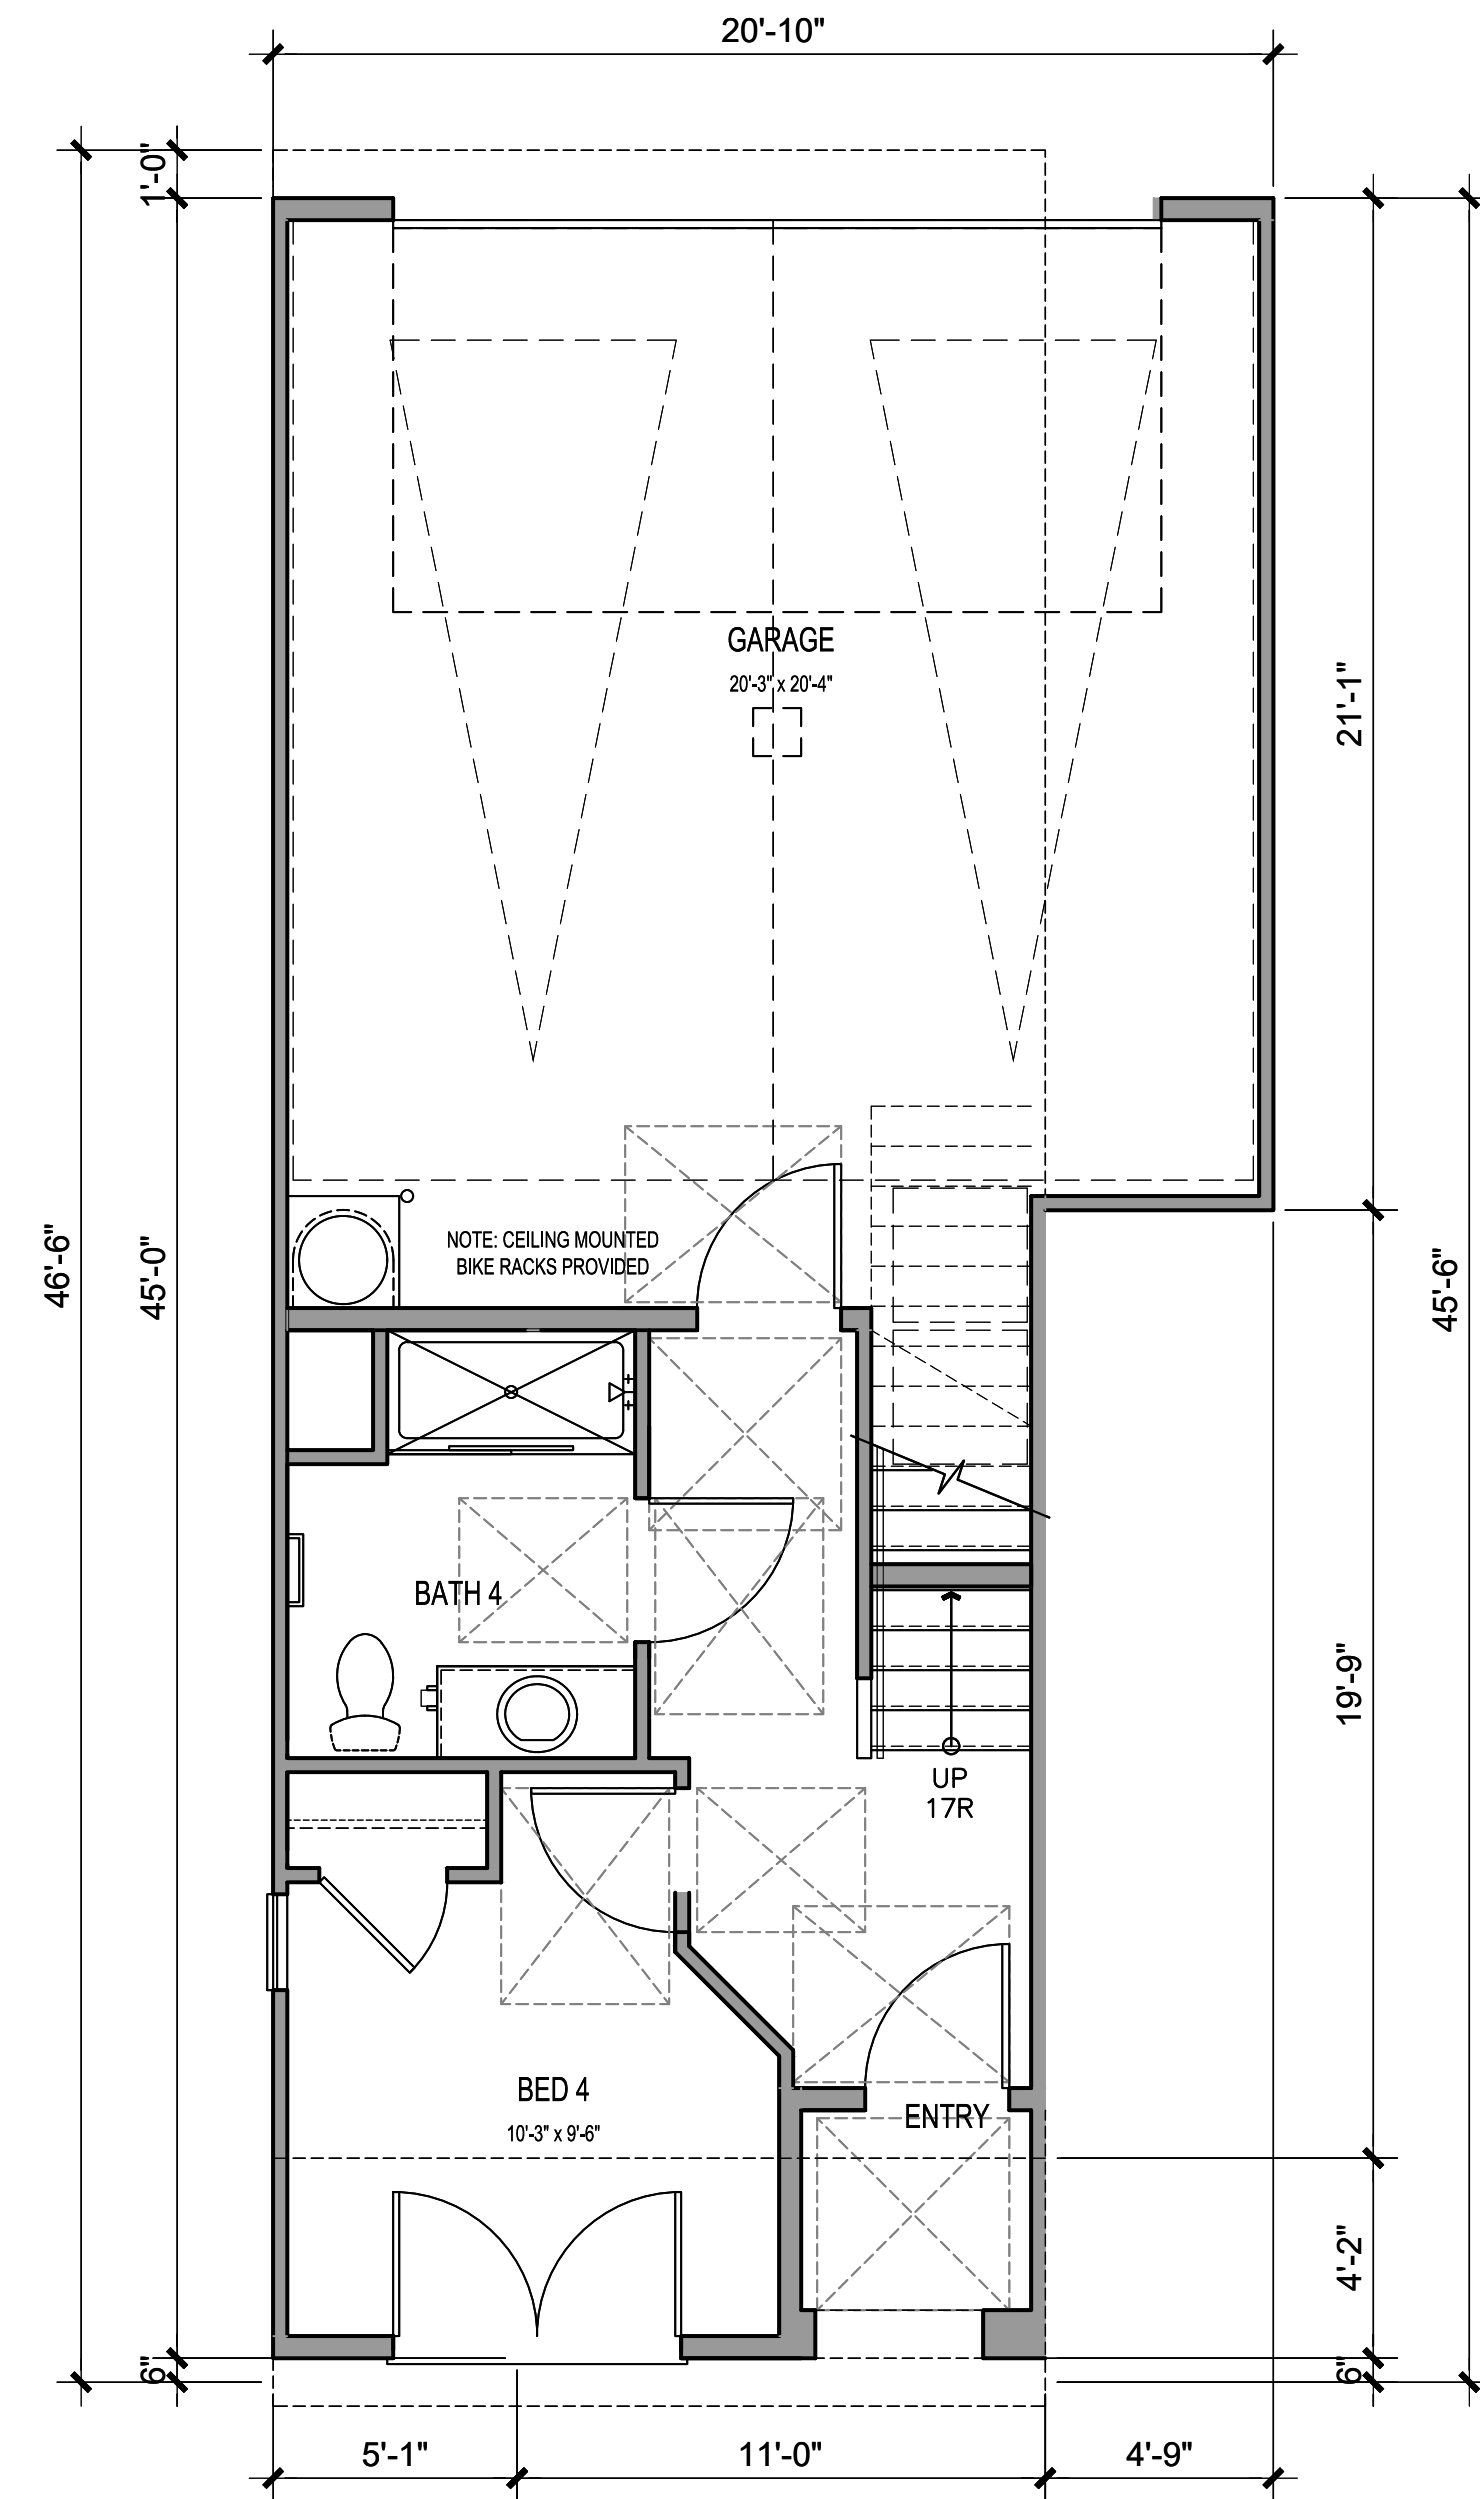 20'-10"
1'-0"
GARAGE
20'-3" x 20'-4"
21'-1"
46'-6"
45'-0"
45'-6"
NOTE: CEILING MOUNTED
BIKE RACKS PROVIDED
BATH 4
19'-9"
UP
17R
BED 4
10'-3" x 9'-6"
ENTRY
4'-2"
6"
6"
5'-1"
11'-0"
4'-9"